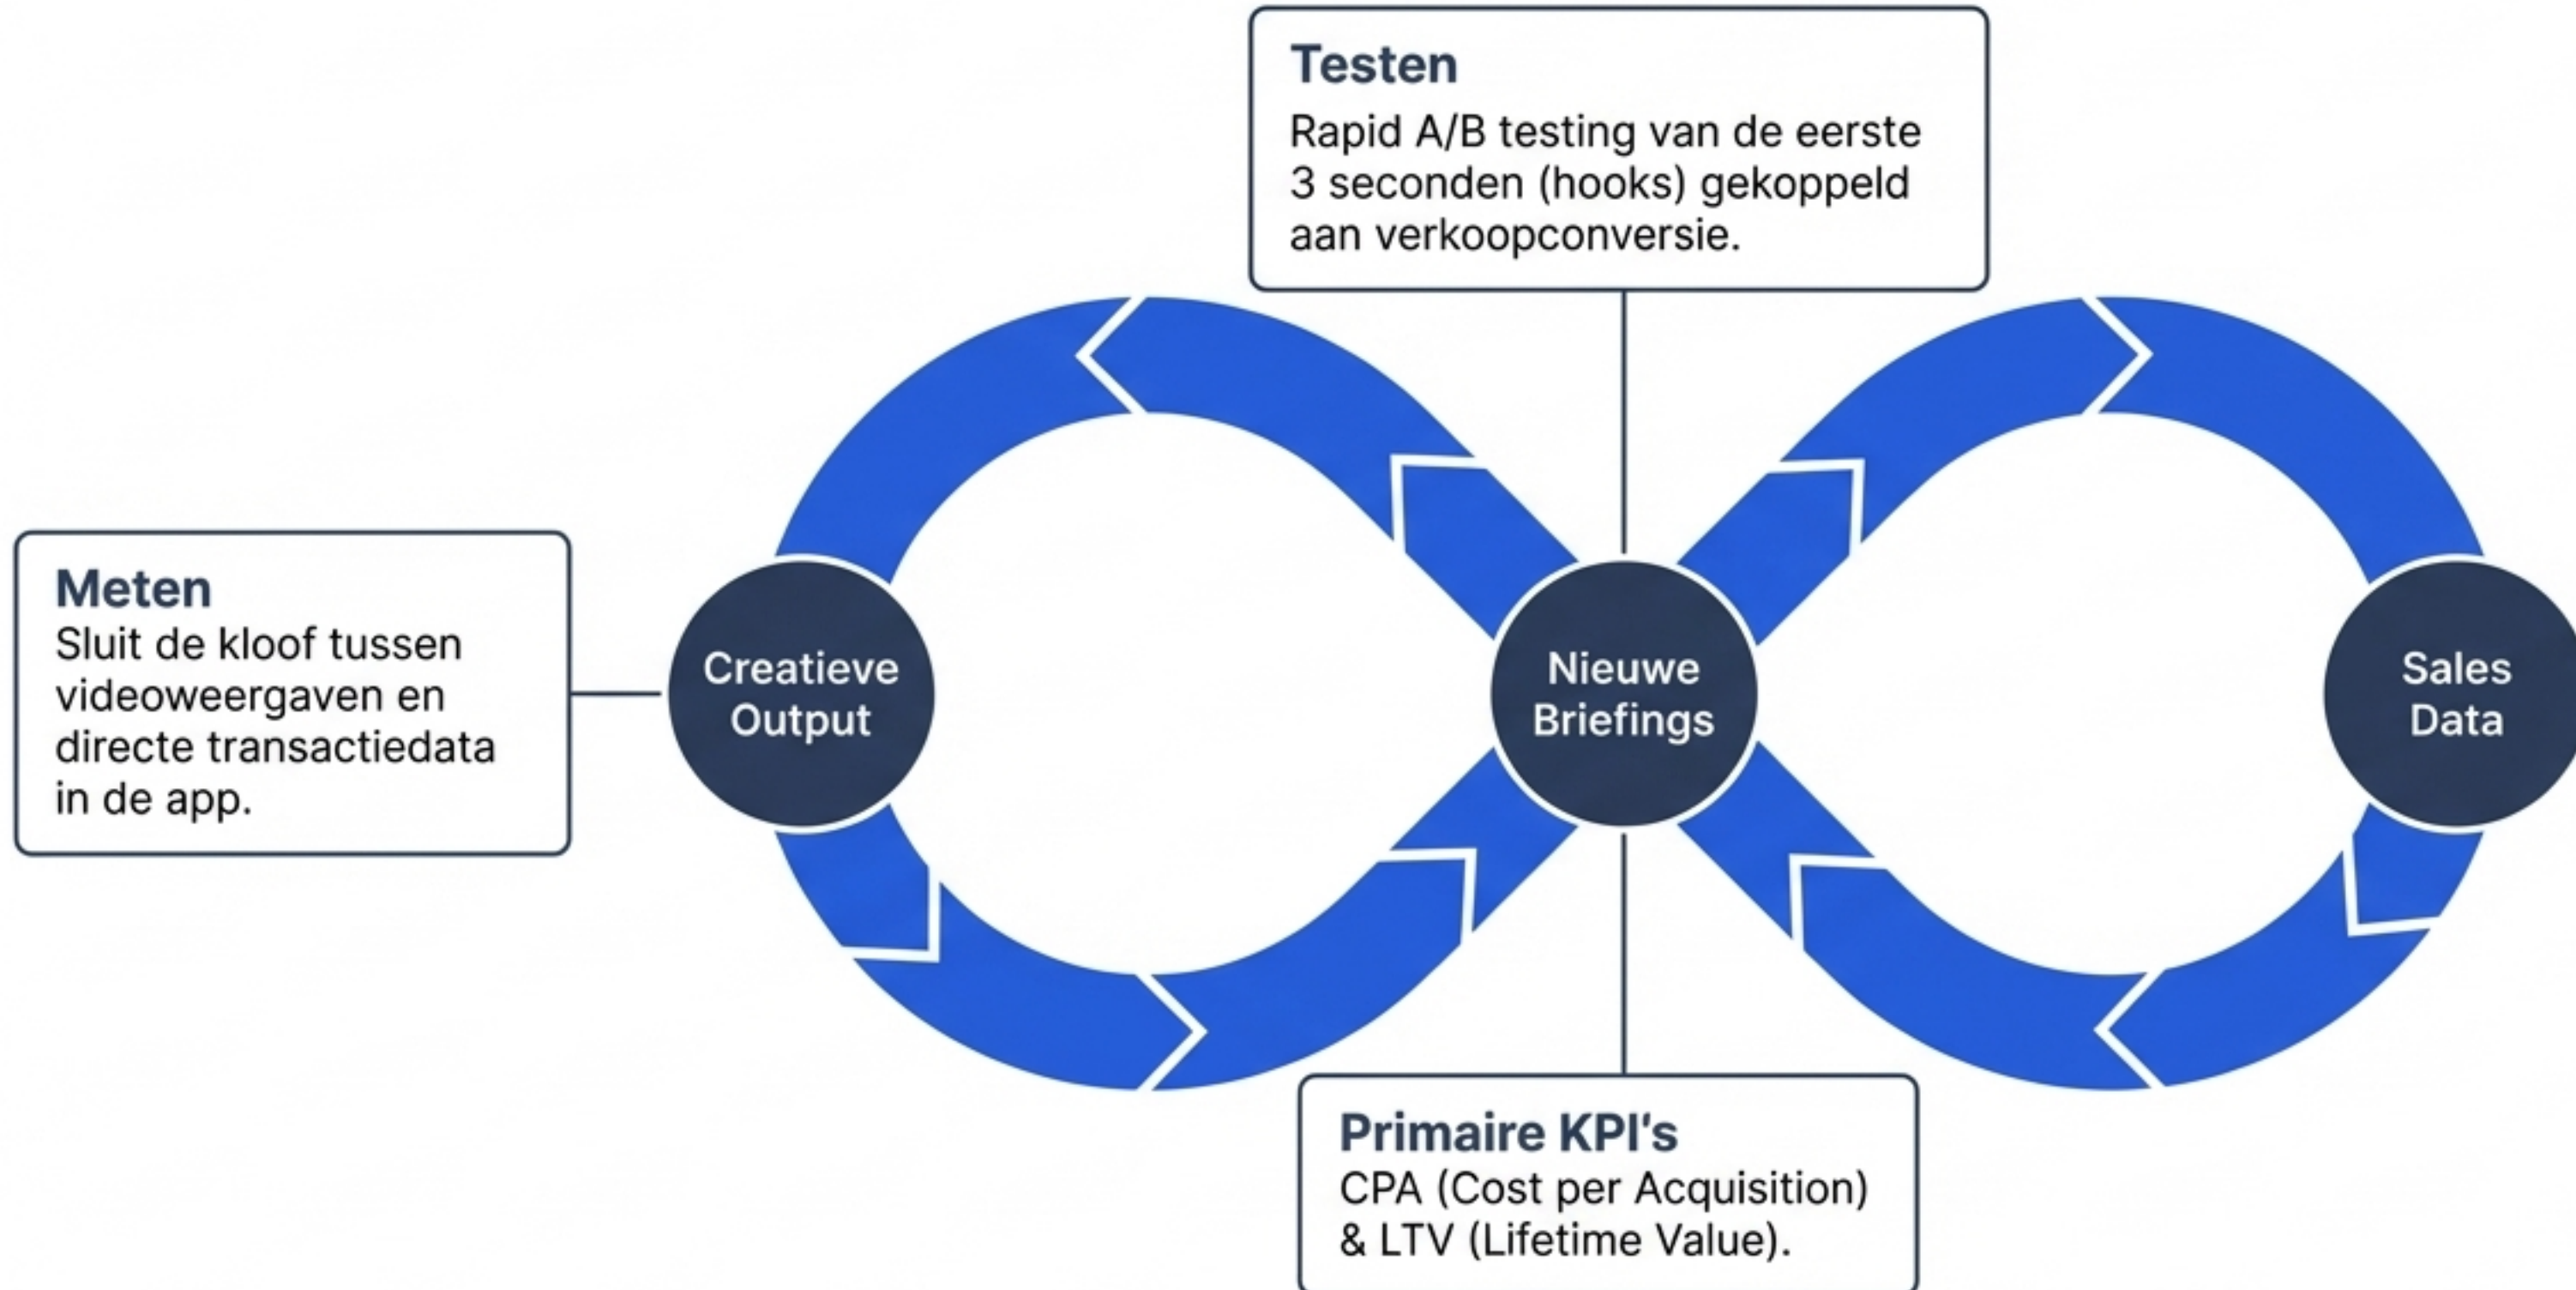 Testen
Rapid A/B testing van de eerste
3 seconden (hooks) gekoppeld
aan verkoopconversie.
Meten
Sluit de kloof tussen
videoweergaven en
directe transactiedata
in de app.
Creatieve
Output
Nieuwe
Briefings
Sales
Data
Primaire KPI's
CPA (Cost per Acquisition)
& LTV (Lifetime Value).